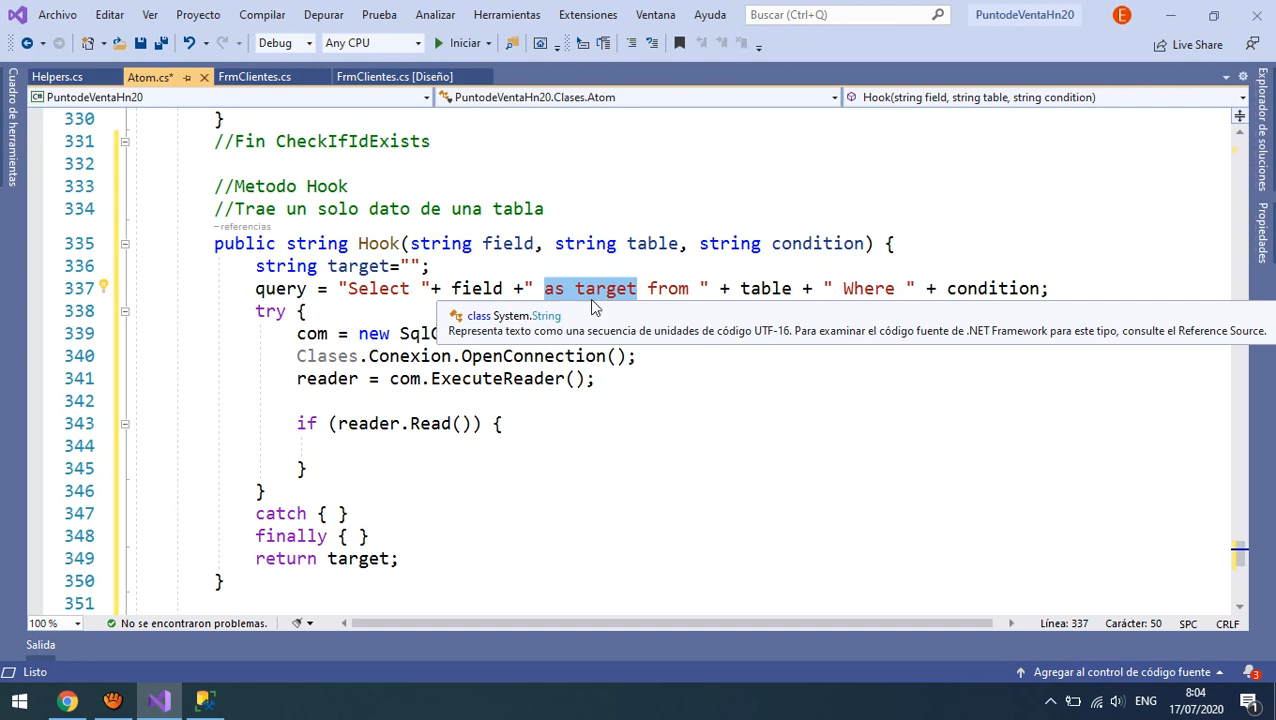 Archivo Editar Ver Proyecto Compilar Depurar Prueba Analizar Herramientas Extensiones Ventana Ayuda Buscar (Ctrl+Q) PuntodeVentaHn20 E
Debug Any CPU Iniciar Live Share
Helpers.cs Atom.cs* FrmClientes.cs FrmClientes.cs [Diseño]
PuntodeVentaHn20 PuntodeVentaHn20.Clases.Atom Hook(string field, string table, string condition)
Cuadro de herramientas
Explorador de soluciones
Propiedades
330 }
331 //Fin CheckIfIdExists
332
333 //Metodo Hook
334 //Trae un solo dato de una tabla
–referencias
335 public string Hook(string field, string table, string condition) {
336 string target="";
337 query = "Select "+ field +" as target from " + table + " Where " + condition;
338 try {
class System.String
Representa texto como una secuencia de unidades de código UTF-16. Para examinar el código fuente de .NET Framework para este tipo, consulte el Reference Source.
339 com = new SqlC
340 Clases.Conexion.OpenConnection();
341 reader = com.ExecuteReader();
342
343 if (reader.Read()) {
344
345 }
346 }
347 catch { }
348 finally { }
349 return target;
350 }
351
100 % No se encontraron problemas. Línea: 337 Carácter: 50 SPC CRLF
Salida
Listo Agregar al control de código fuente 3
ENG 8:04
17/07/2020 1